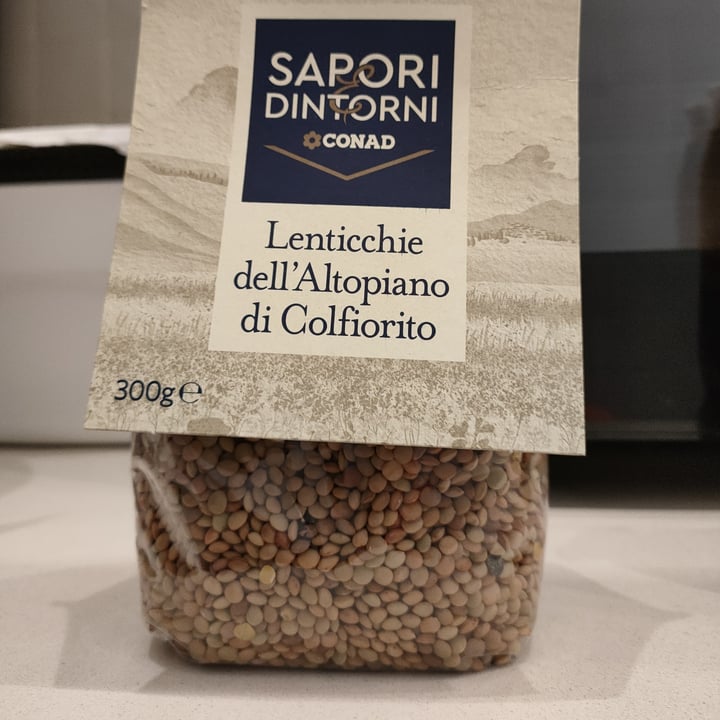 SAPORI
E
DINTORNI
CONAD
Lenticchie
dell'Altopiano
di Colfiorito
300g℮